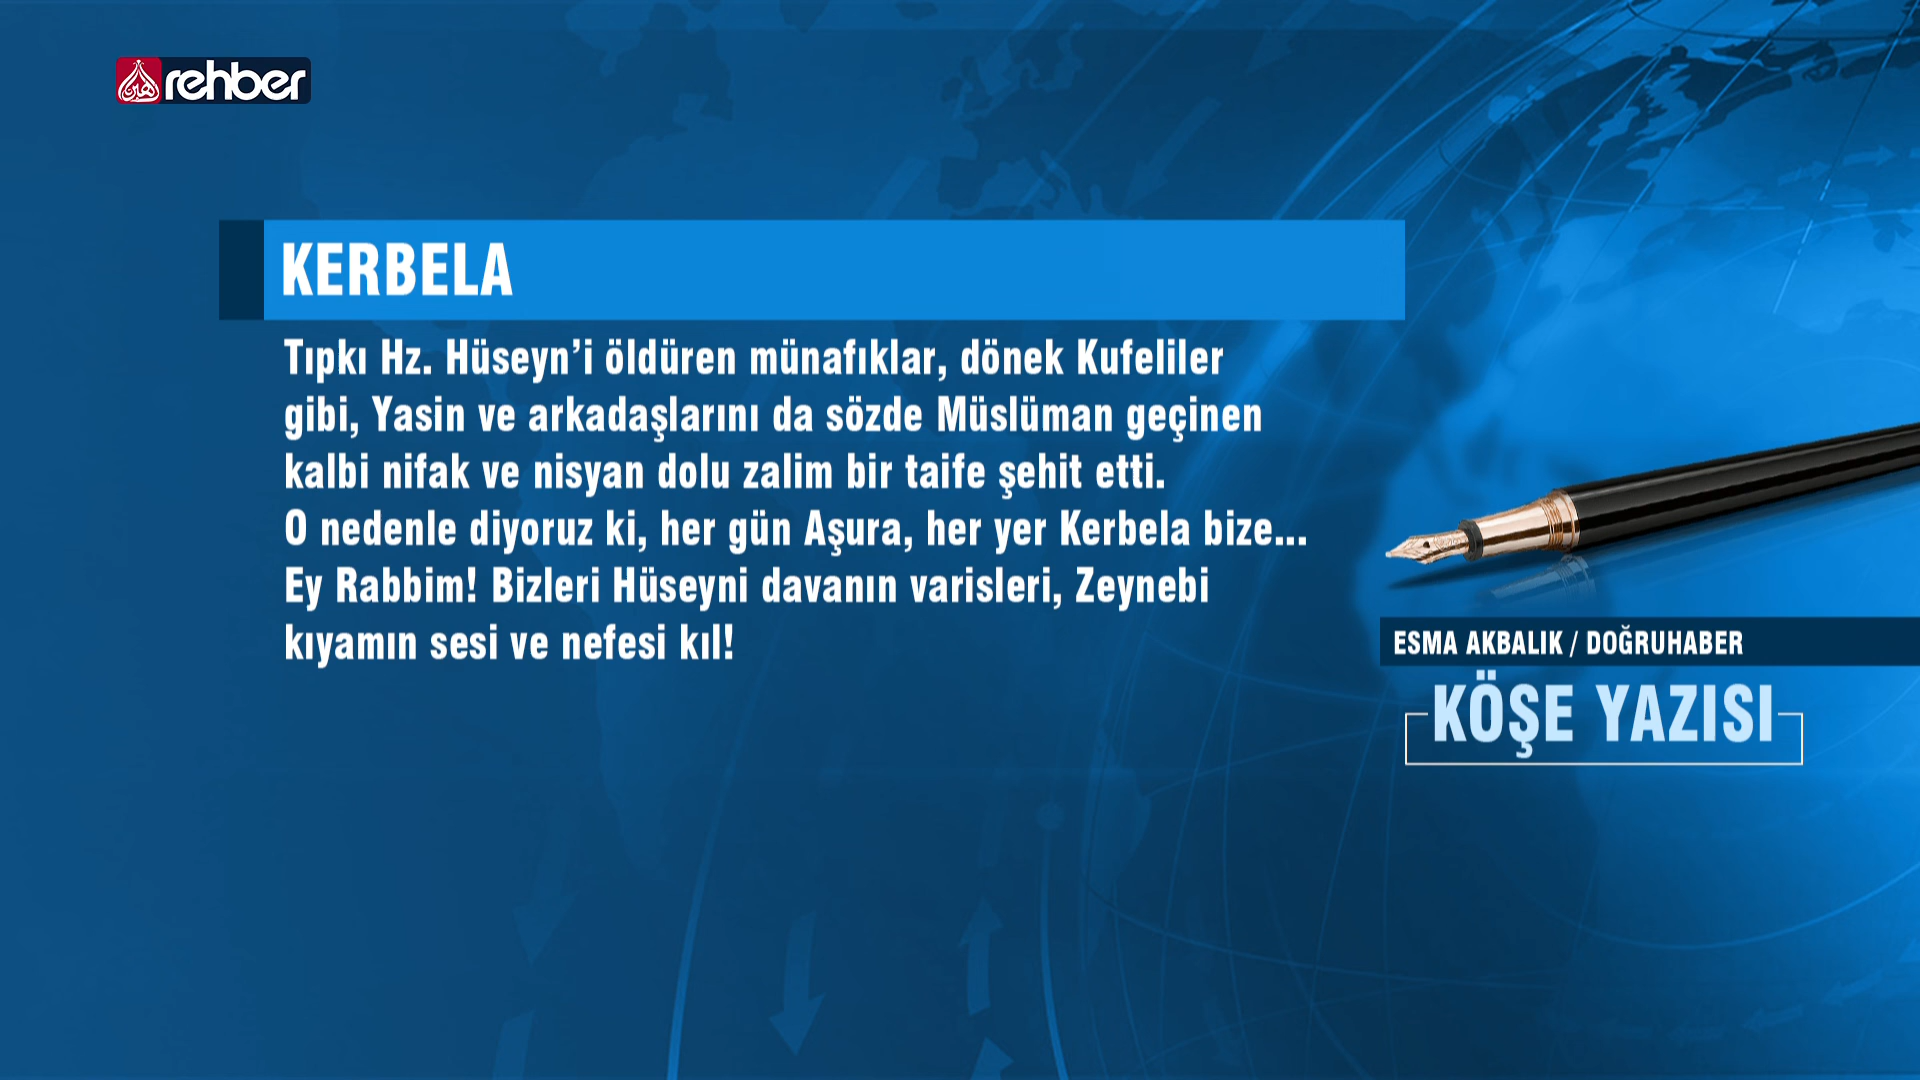 rehber
KERBELA
Tıpkı Hz. Hüseyn’i öldüren münafıklar, dönek Kufeliler
gibi, Yasin ve arkadaşlarını da sözde Müslüman geçinen
kalbi nifak ve nisyan dolu zalim bir taife şehit etti.
O nedenle diyoruz ki, her gün Aşura, her yer Kerbela bize...
Ey Rabbim! Bizleri Hüseyni davanın varisleri, Zeynebi
kıyamın sesi ve nefesi kıl!
ESMA AKBALIK / DOĞRUHABER
KÖŞE YAZISI